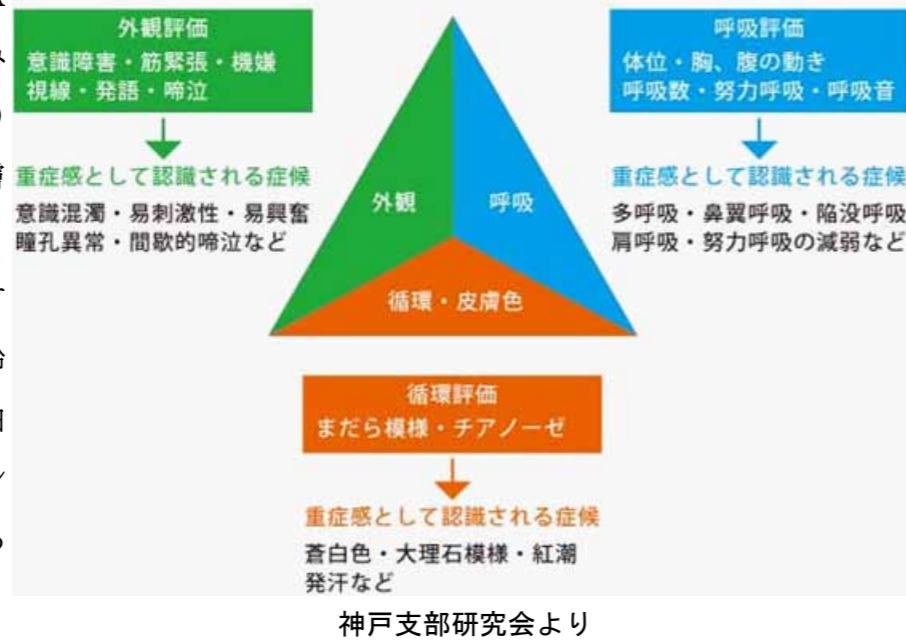 外観評価
意識障害・筋緊張・機嫌
視線・発語・啼泣
重症感として認識される症候
意識混濁・易刺激性・易興奮
瞳孔異常・間歇的啼泣など
呼吸評価
体位・胸、腹の動き
呼吸数・努力呼吸・呼吸音
重症感として認識される症候
多呼吸・鼻翼呼吸・陥没呼吸
肩呼吸・努力呼吸の減弱など
外観
呼吸
循環・皮膚色
循環評価
まだら模様・チアノーゼ
重症感として認識される症候
蒼白色・大理石模様・紅潮
発汗など
神戸支部研究会より